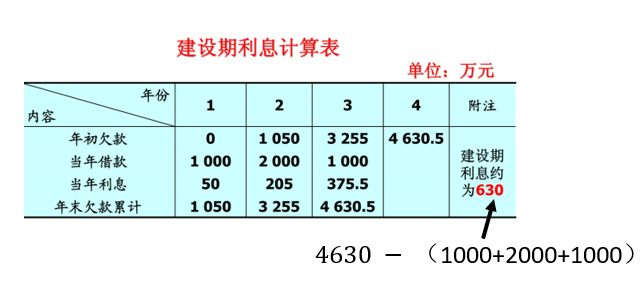 建设期利息计算表
单位：万元
年份
内容
1 2 3 4 附注
年初欠款 0 1 050 3 255 4 630.5
当年借款 1 000 2 000 1 000
当年利息 50 205 375.5
年末欠款累计 1 050 3 255 4 630.5
建设期
利息约
为630
4630 － （1000+2000+1000）